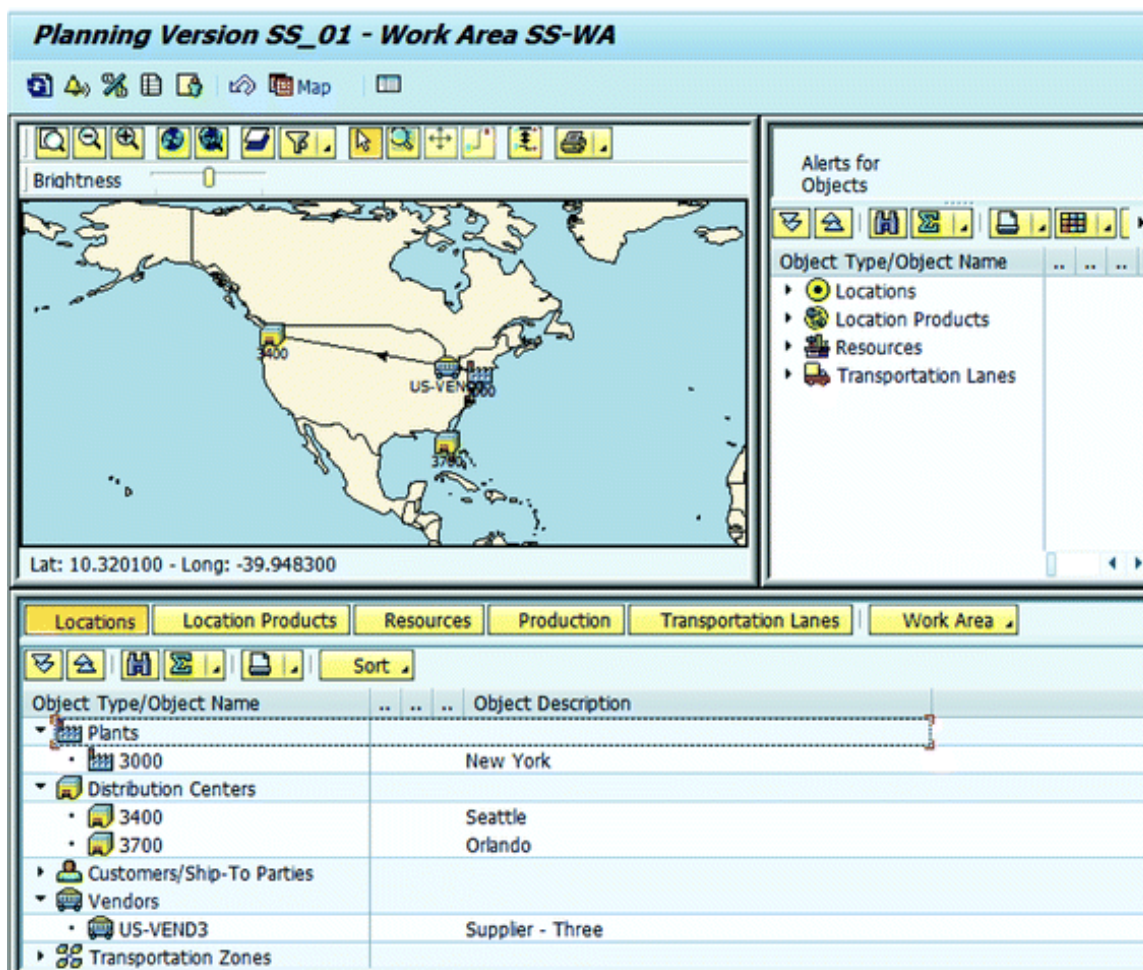 Planning Version SS_01 - Work Area SS-WA
Map
Brightness
3400
US-VEN
3700
Lat: 10.320100 - Long: -39.948300
Alerts for
Objects
Object Type/Object Name .. .. ..
Locations
Location Products
Resources
Transportation Lanes
Locations Location Products Resources Production Transportation Lanes Work Area
Sort
Object Type/Object Name .. .. .. Object Description
Plants
3000 New York
Distribution Centers
3400 Seattle
3700 Orlando
Customers/Ship-To Parties
Vendors
US-VEND3 Supplier - Three
Transportation Zones